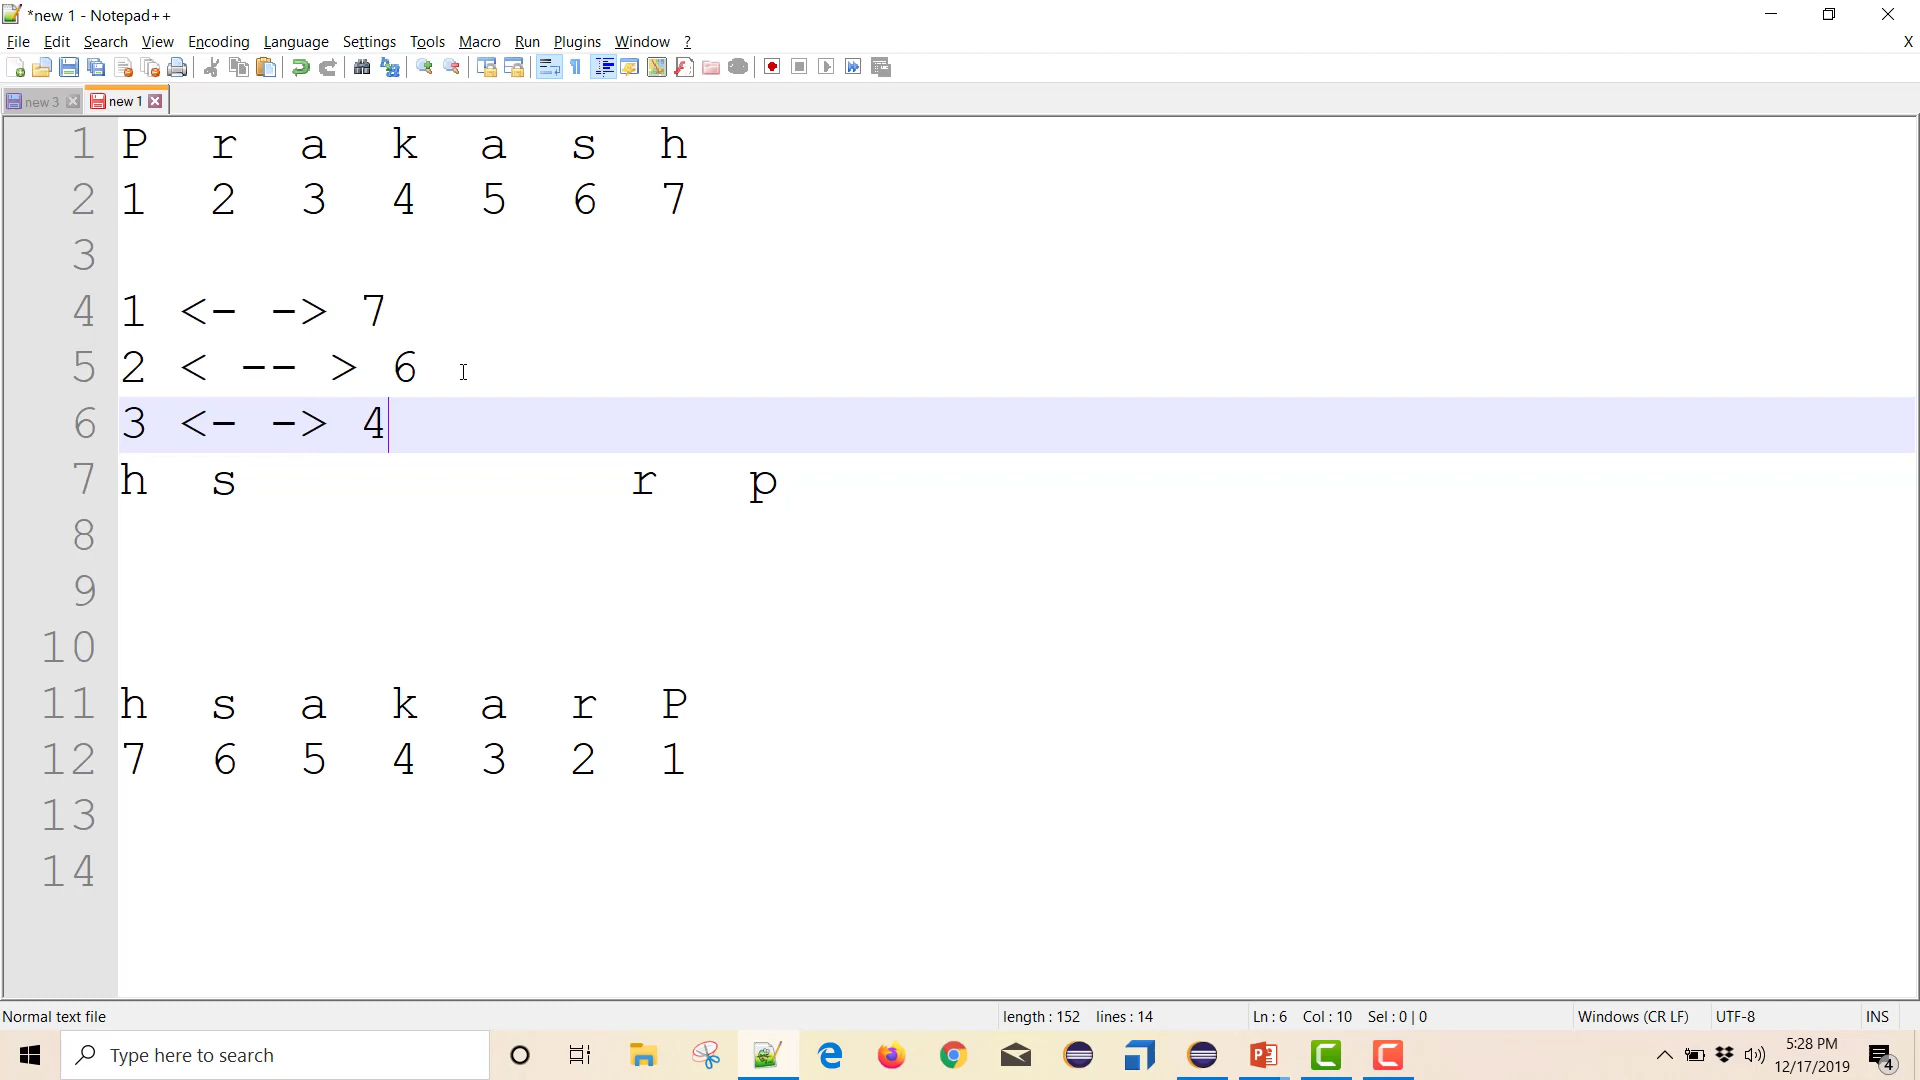 *new 1 - Notepad++
File Edit Search View Encoding Language Settings Tools Macro Run Plugins Window ? X
new 3 new 1
1 P r a k a s h
2 1 2 3 4 5 6 7
3
4 1 <- -> 7
5 2 < -- > 6
6 3 <- -> 4
7 h s r p
8
9
10
11 h s a k a r P
12 7 6 5 4 3 2 1
13
14
Normal text file length : 152 lines : 14 Ln : 6 Col : 10 Sel : 0 | 0 Windows (CR LF) UTF-8 INS
Type here to search 5:28 PM
12/17/2019 4